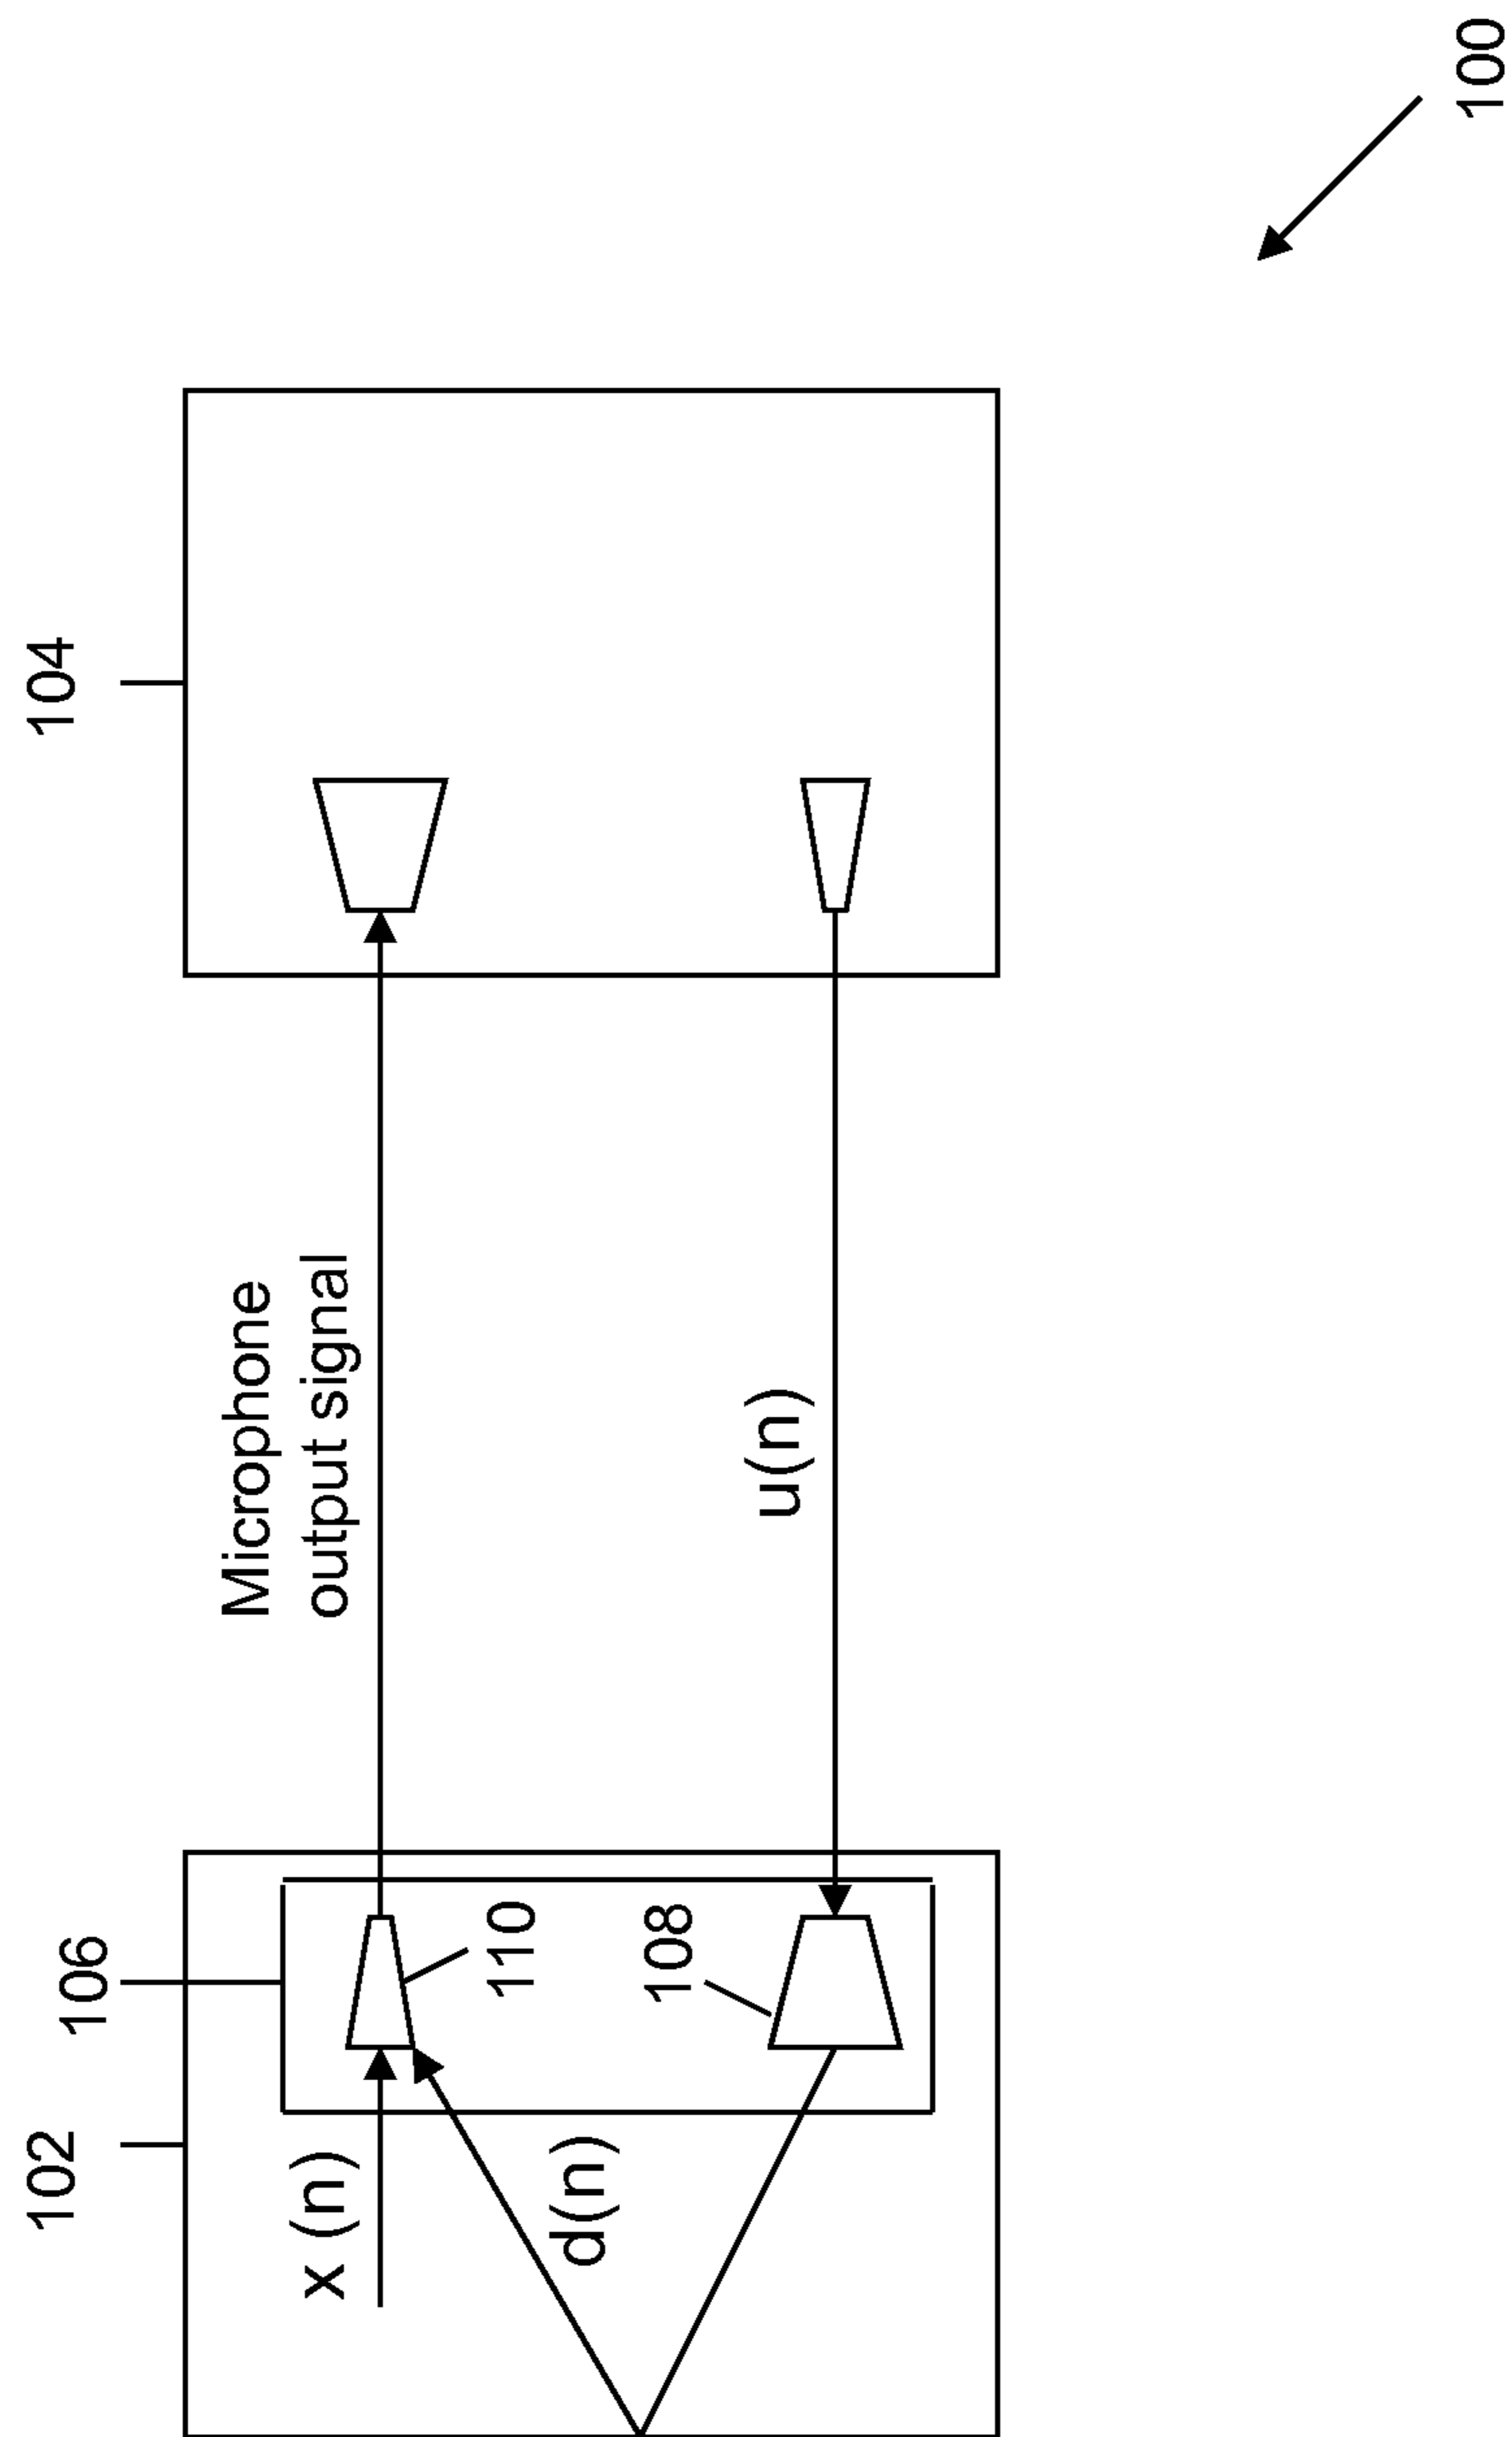 102
106
104
100
x (n)
Microphone
output signal
110
d(n)
108
u(n)